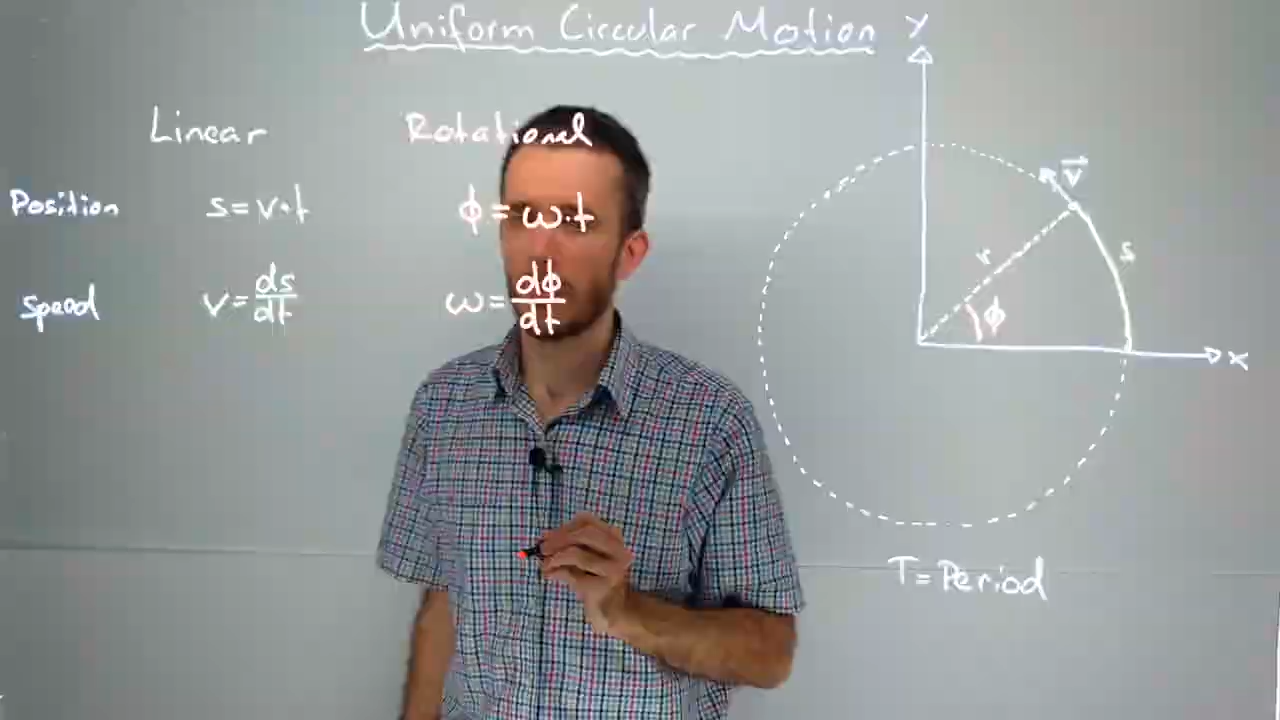 Uniform Circular Motion
Linear Rotational
Position s=v·t ϕ=ω·t
Speed v=ds/dt ω=dϕ/dt
y
v⃗
r
s
ϕ
x
T=Period